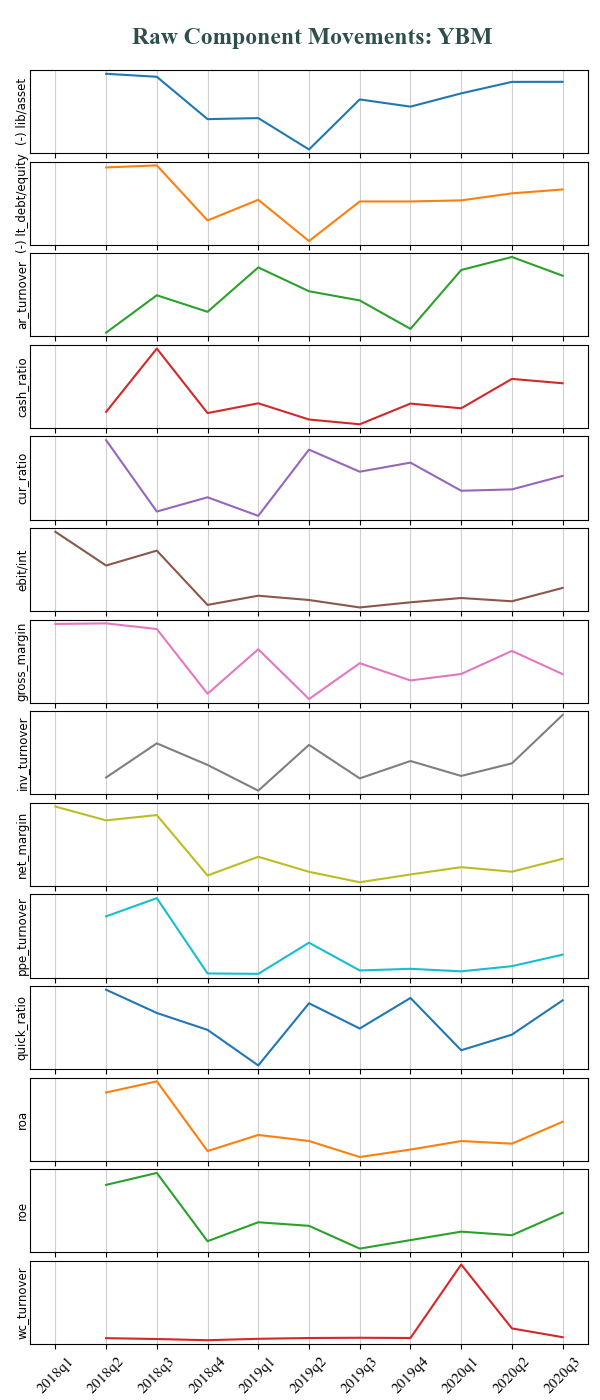 Raw Component Movements: YBM
(-) lib/asset
(-) lt_debt/equity
ar_turnover
cash_ratio
cur_ratio
ebit/int
gross_margin
inv_turnover
net_margin
ppe_turnover
quick_ratio
roa
roe
wc_turnover
2018q1 2018q2 2018q3 2018q4 2019q1 2019q2 2019q3 2019q4 2020q1 2020q2 2020q3